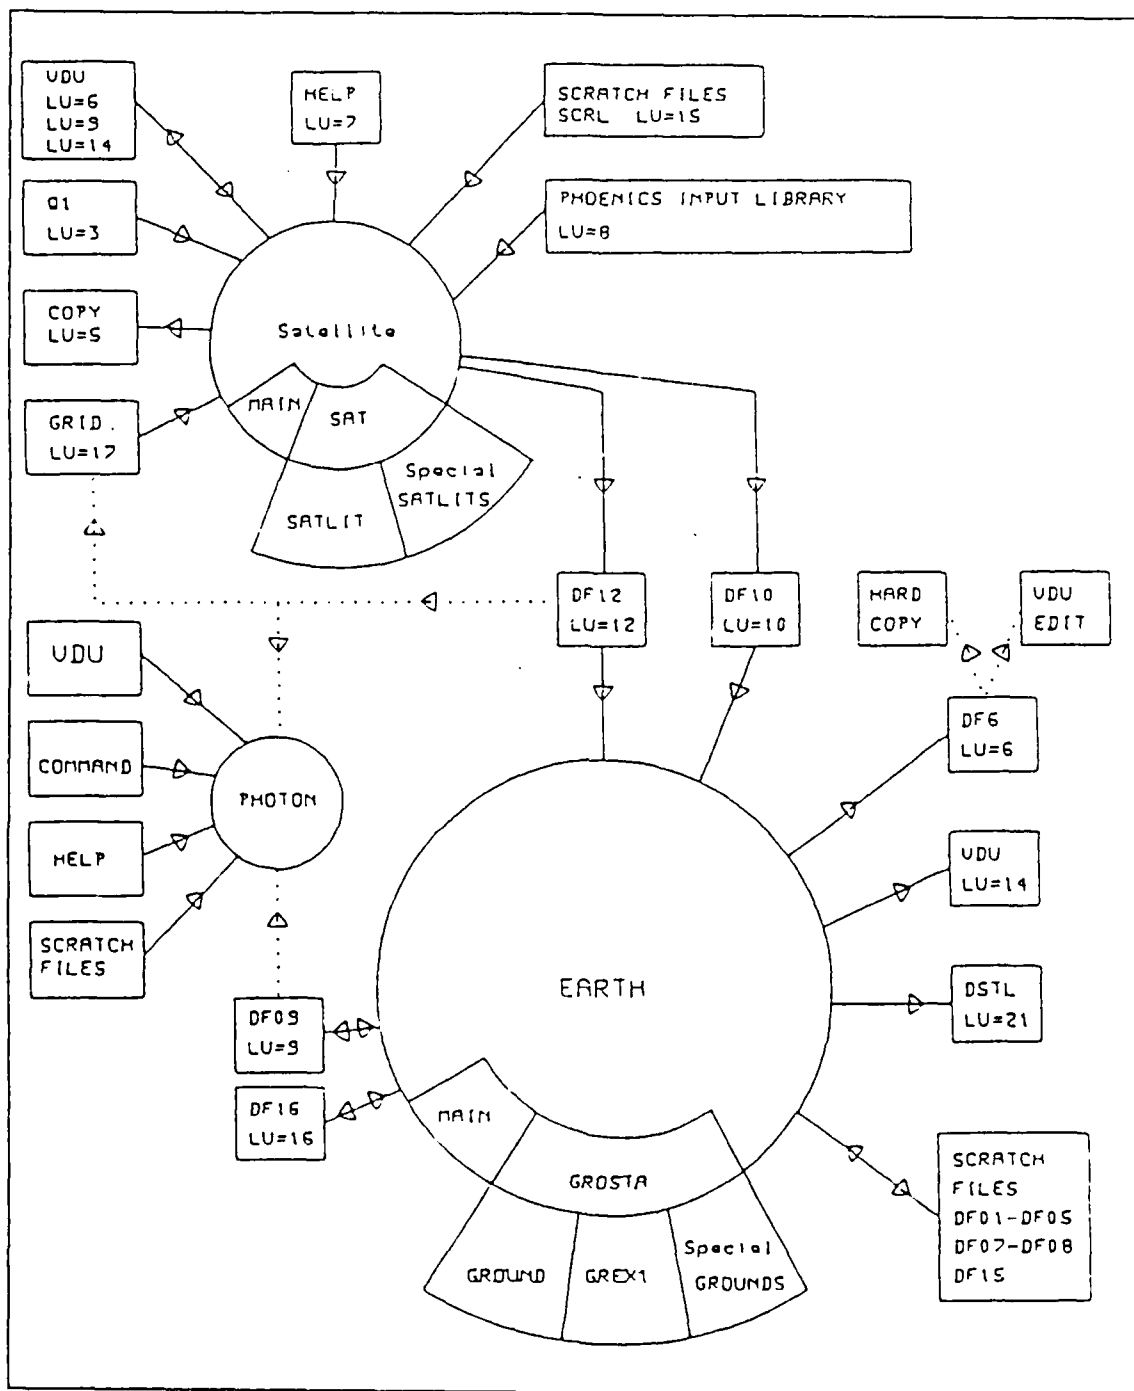 VDU
LU=6
LU=9
LU=14
HELP
LU=7
SCRATCH FILES
SCRL LU=15
Q1
LU=3
PHOENICS INPUT LIBRARY
LU=8
COPY
LU=5
Satellite
GRID.
LU=17
MAIN
SAT
Special
SATLITS
SATLIT
DF12
LU=12
DF10
LU=10
HARD
COPY
VDU
EDIT
VDU
DF6
LU=6
COMMAND
PHOTON
HELP
VDU
LU=14
SCRATCH
FILES
EARTH
DSTL
LU=21
DF09
LU=9
DF16
LU=16
MAIN
GROSTA
SCRATCH
FILES
DF01-DF05
DF07-DF08
DF15
GROUND
GREX1
Special
GROUNDS